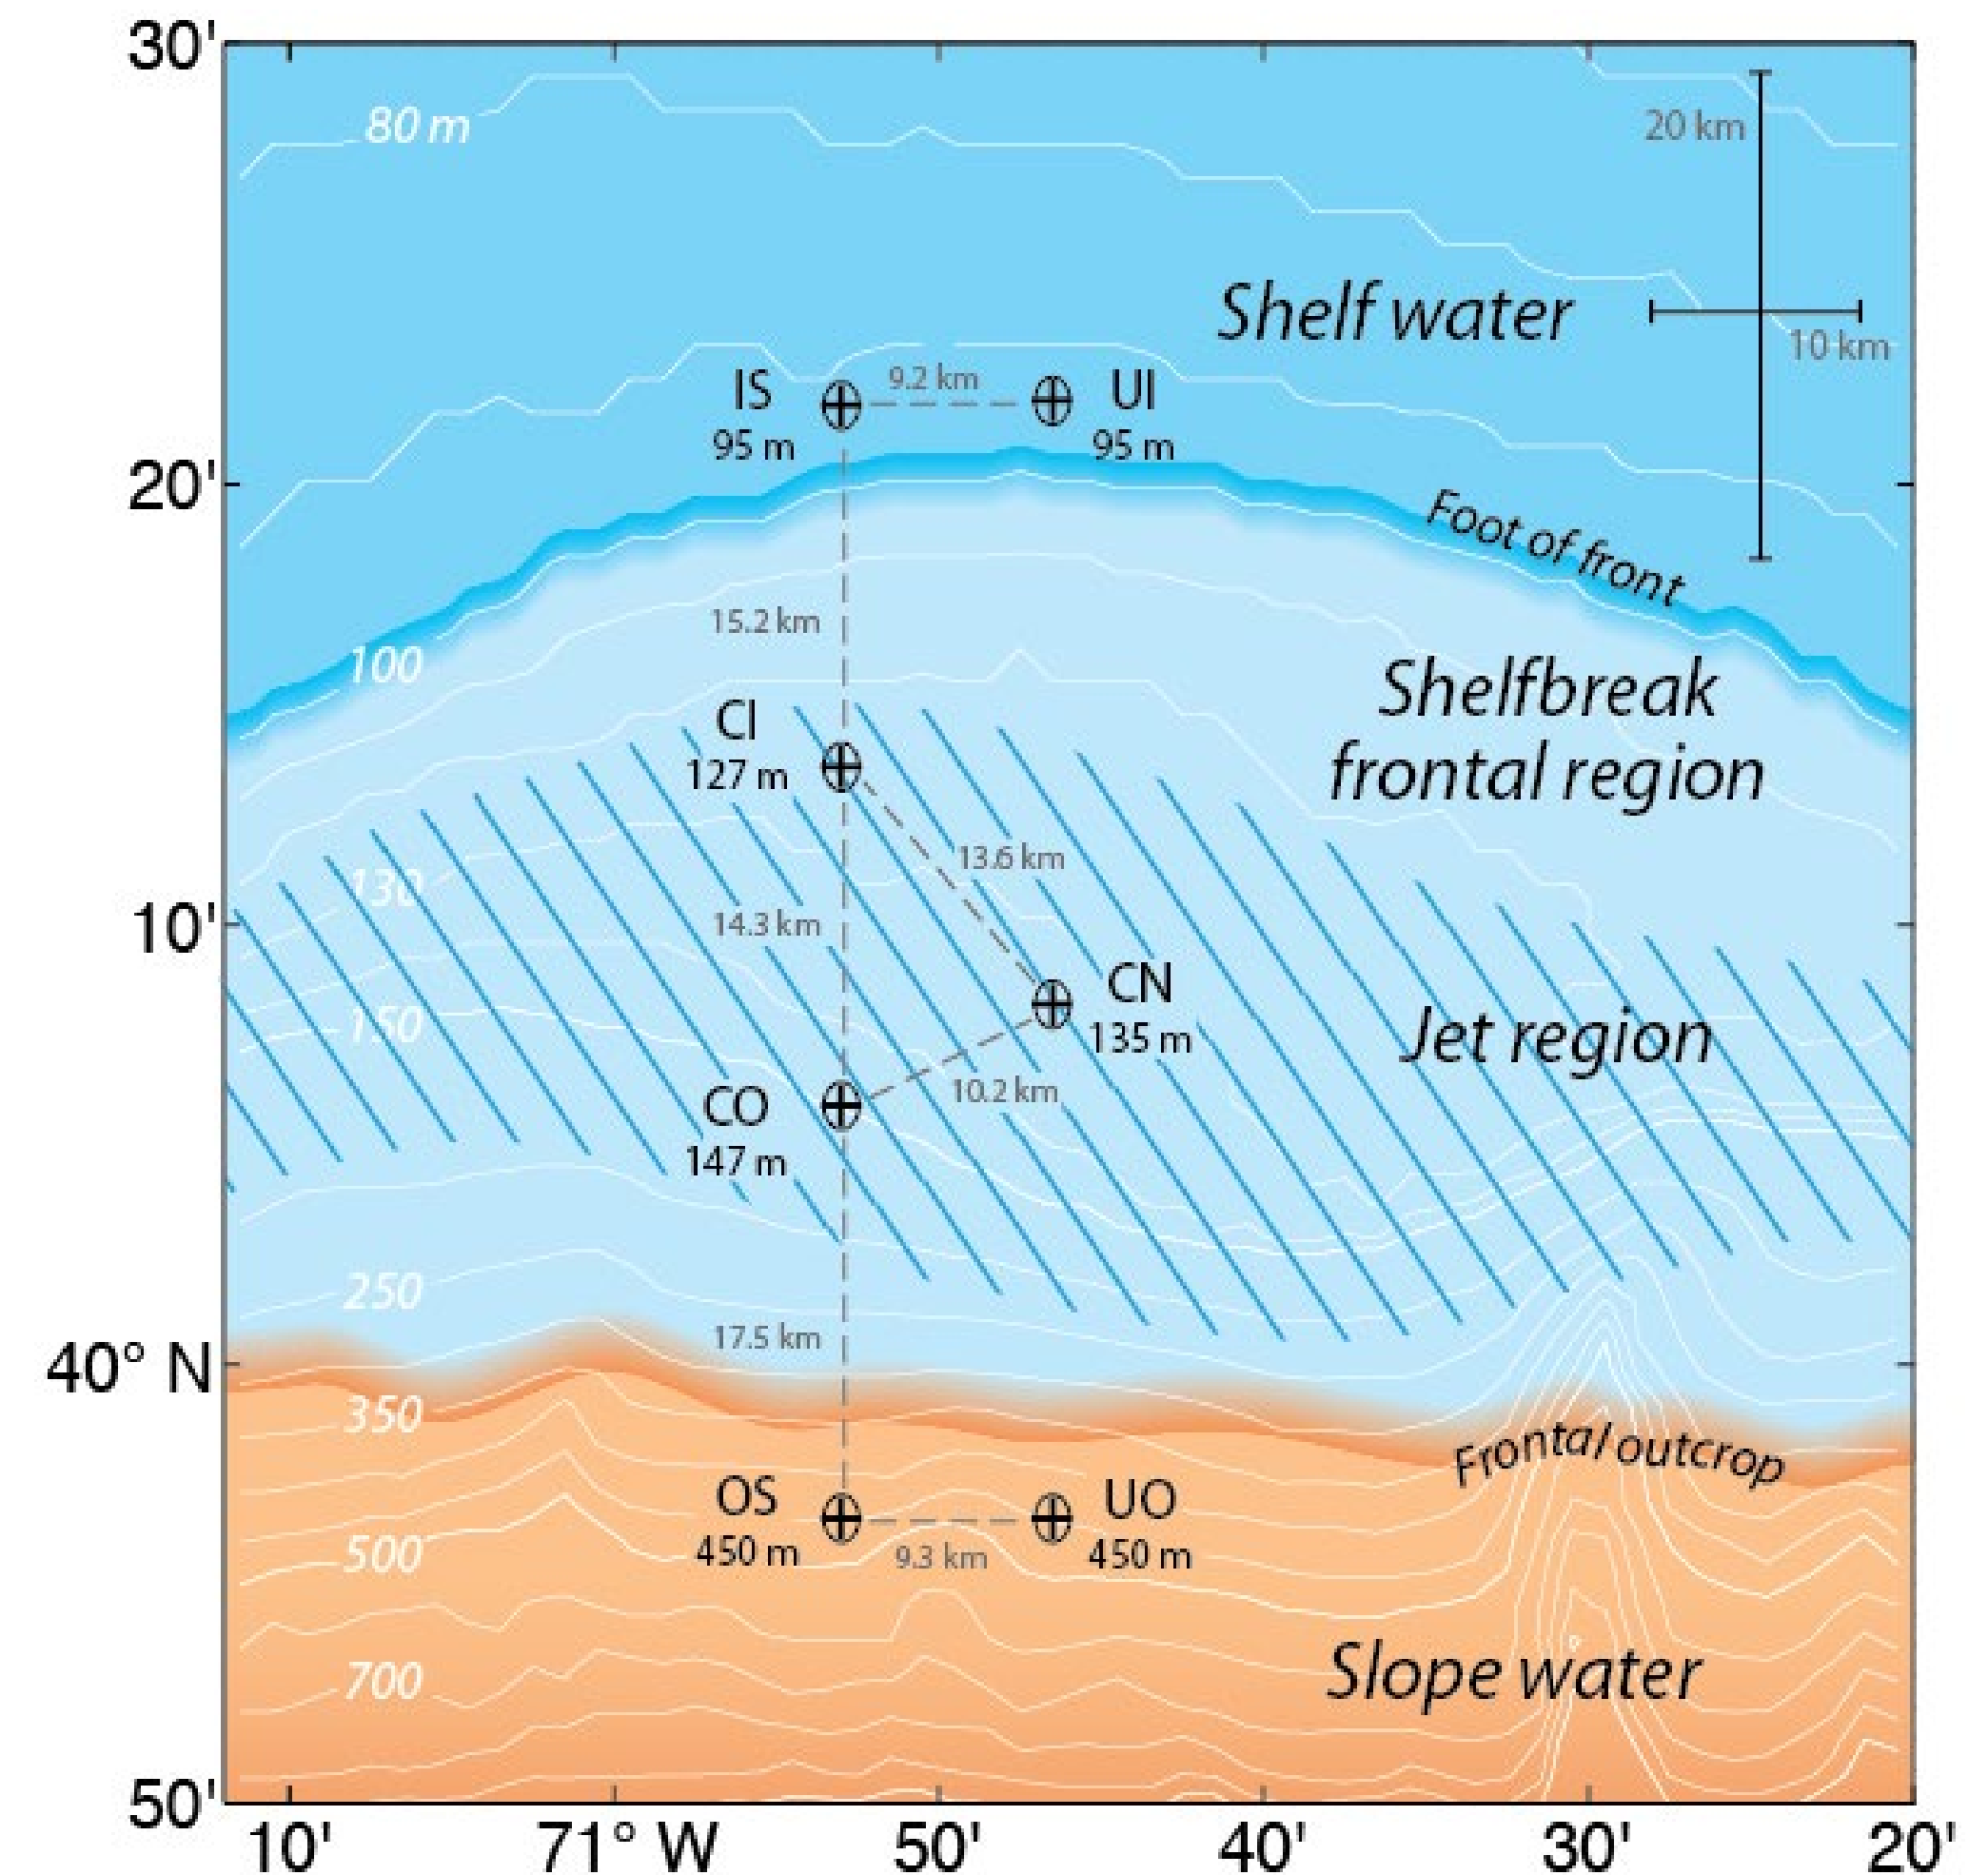 30'
80 m
20 km
Shelf water
10 km
IS
95 m
9.2 km
UI
95 m
20'
Foot of front
15.2 km
100
Shelfbreak
frontal region
CI
127 m
13.6 km
130
10'
14.3 km
CN
135 m
150
Jet region
CO
147 m
10.2 km
250
17.5 km
40° N
350
Frontal outcrop
OS
450 m
UO
450 m
9.3 km
500
Slope water
700
50'
10'
71° W
50'
40'
30'
20'